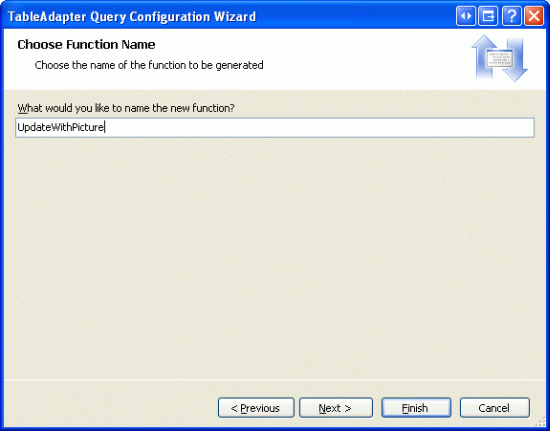 TableAdapter Query Configuration Wizard
Choose Function Name
Choose the name of the function to be generated
What would you like to name the new function?
UpdateWithPicture
< Previous Next > Finish Cancel